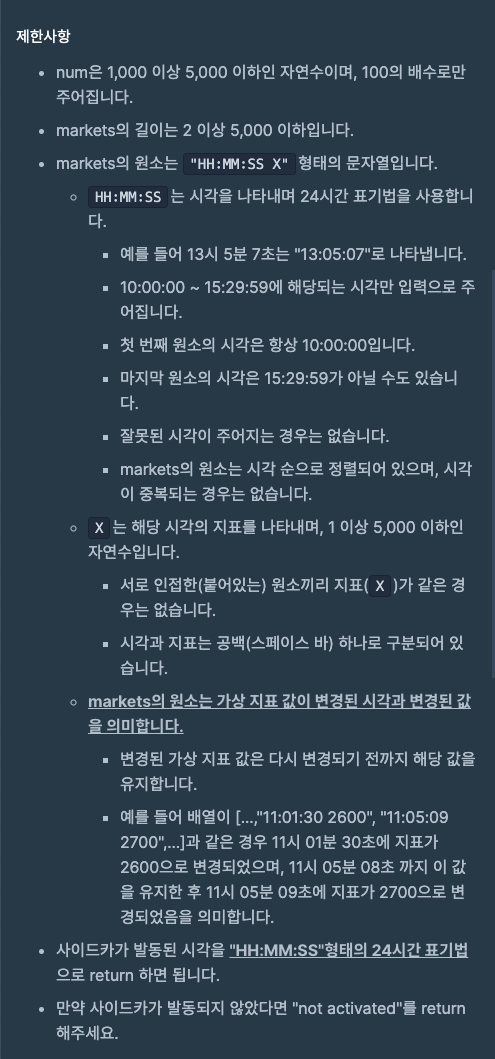 제한사항
• num은 1,000 이상 5,000 이하인 자연수이며, 100의 배수로만
주어집니다.
• markets의 길이는 2 이상 5,000 이하입니다.
• markets의 원소는 "HH:MM:SS X" 형태의 문자열입니다.
◦ HH:MM:SS 는 시각을 나타내며 24시간 표기법을 사용합니
다.
▪ 예를 들어 13시 5분 7초는 "13:05:07"로 나타냅니다.
▪ 10:00:00 ~ 15:29:59에 해당되는 시각만 입력으로 주
어집니다.
▪ 첫 번째 원소의 시각은 항상 10:00:00입니다.
▪ 마지막 원소의 시각은 15:29:59가 아닐 수도 있습니
다.
▪ 잘못된 시각이 주어지는 경우는 없습니다.
▪ markets의 원소는 시각 순으로 정렬되어 있으며, 시각
이 중복되는 경우는 없습니다.
◦ X 는 해당 시각의 지표를 나타내며, 1 이상 5,000 이하인
자연수입니다.
▪ 서로 인접한(붙어있는) 원소끼리 지표( X )가 같은 경
우는 없습니다.
▪ 시각과 지표는 공백(스페이스 바) 하나로 구분되어 있
습니다.
◦ markets의 원소는 가상 지표 값이 변경된 시각과 변경된 값
을 의미합니다.
▪ 변경된 가상 지표 값은 다시 변경되기 전까지 해당 값을
유지합니다.
▪ 예를 들어 배열이 [...,"11:01:30 2600", "11:05:09
2700",...]과 같은 경우 11시 01분 30초에 지표가
2600으로 변경되었으며, 11시 05분 08초 까지 이 값
을 유지한 후 11시 05분 09초에 지표가 2700으로 변
경되었음을 의미합니다.
• 사이드카가 발동된 시각을 "HH:MM:SS"형태의 24시간 표기법
으로 return 하면 됩니다.
• 만약 사이드카가 발동되지 않았다면 "not activated"를 return
해주세요.